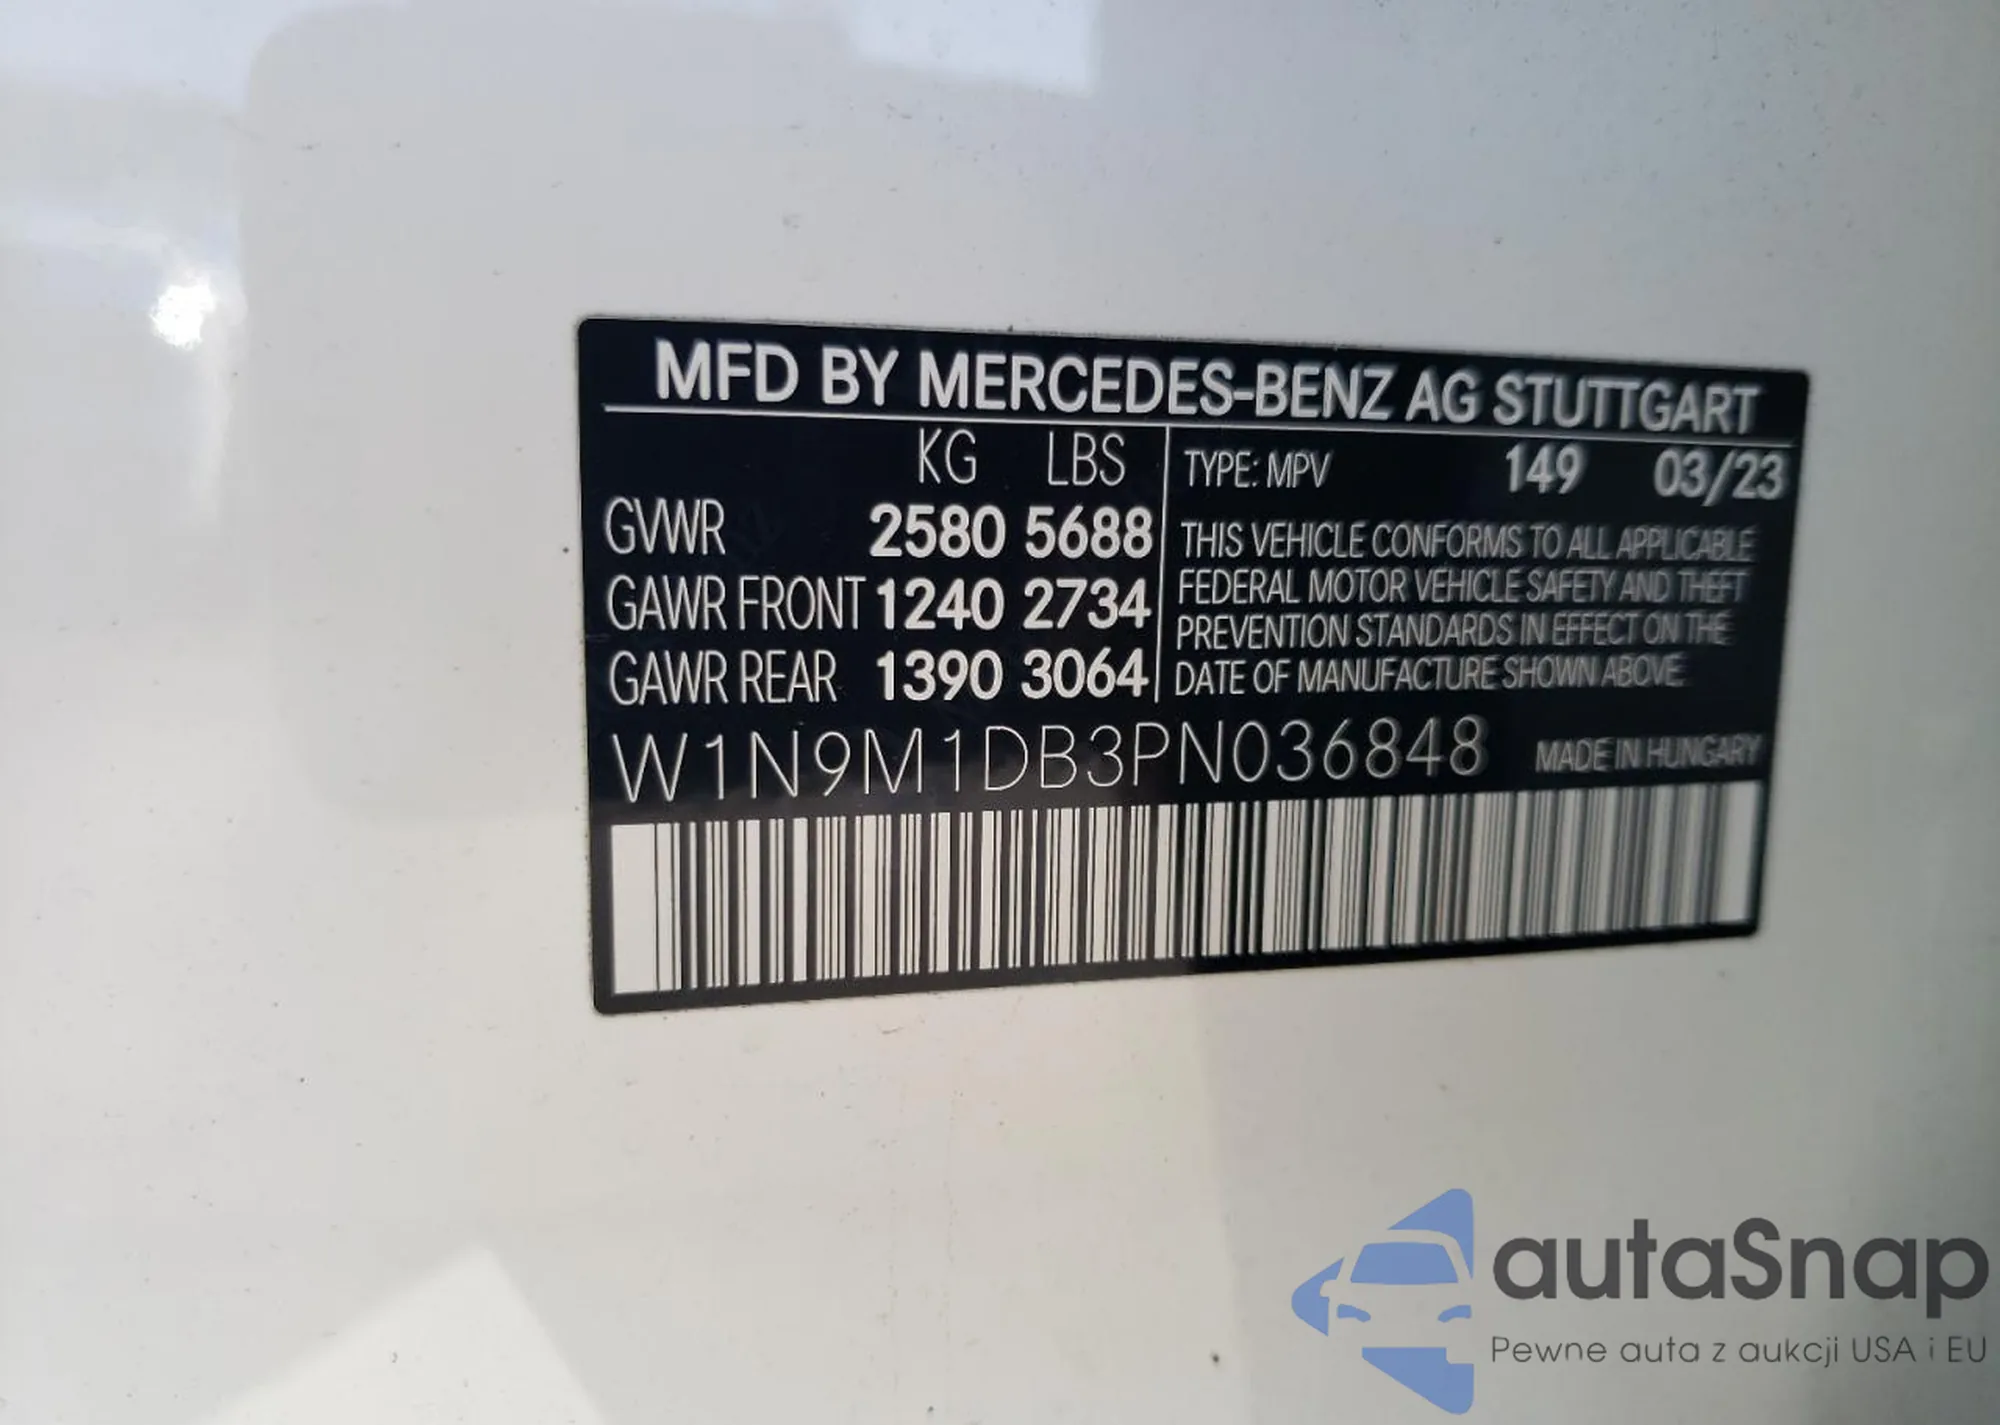 MFD BY MERCEDES-BENZ AG STUTTGART
KG LBS
GVWR 2580 5688
GAWR FRONT 1240 2734
GAWR REAR 1390 3064
TYPE: MPV 149 03/23
THIS VEHICLE CONFORMS TO ALL APPLICABLE
FEDERAL MOTOR VEHICLE SAFETY AND THEFT
PREVENTION STANDARDS IN EFFECT ON THE
DATE OF MANUFACTURE SHOWN ABOVE
W1N9M1DB3PN036848 MADE IN HUNGARY
autaSnap
Pewne auta z aukcji USA i EU